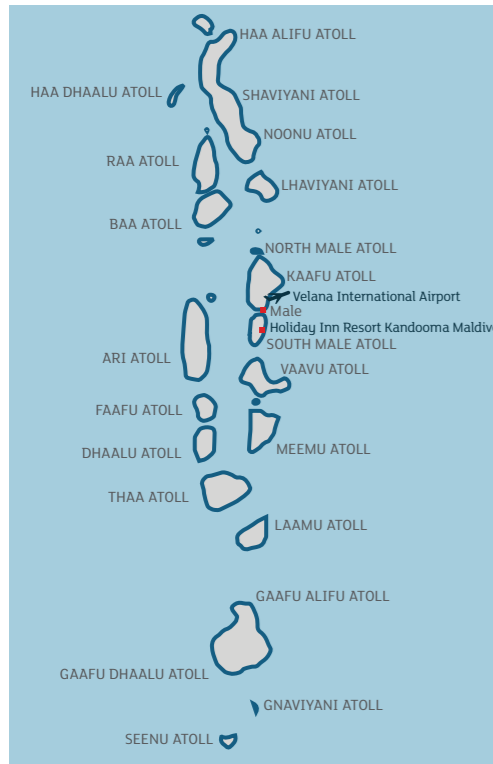 HAA ALIFU ATOLL
HAA DHAALU ATOLL
SHAVIYANI ATOLL
NOONU ATOLL
RAA ATOLL
LHAVIYANI ATOLL
BAA ATOLL
NORTH MALE ATOLL
KAAFU ATOLL
Velana International Airport
Male
Holiday Inn Resort Kandooma Maldive
SOUTH MALE ATOLL
ARI ATOLL
VAAVU ATOLL
FAAFU ATOLL
MEEMU ATOLL
DHAALU ATOLL
THAA ATOLL
LAAMU ATOLL
GAAFU ALIFU ATOLL
GAAFU DHAALU ATOLL
GNAVIYANI ATOLL
SEENU ATOLL